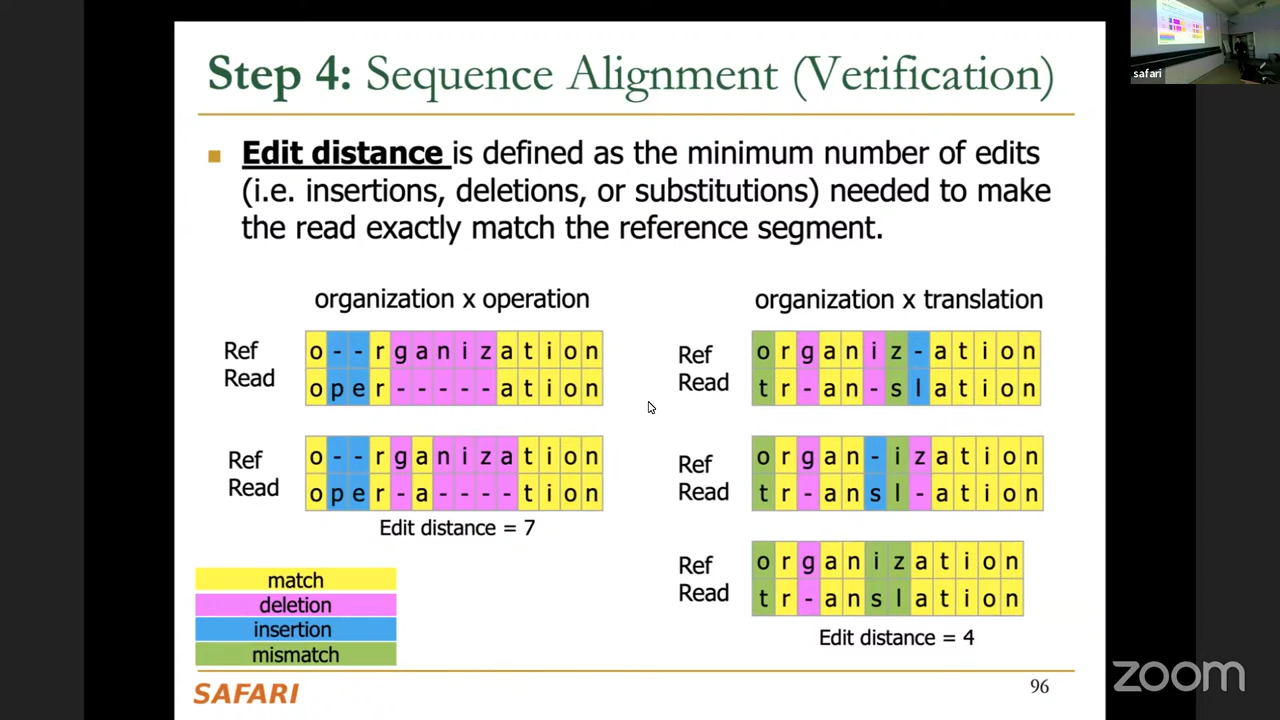 Step 4: Sequence Alignment (Verification)
safari
Edit distance is defined as the minimum number of edits
(i.e. insertions, deletions, or substitutions) needed to make
the read exactly match the reference segment.
organization x operation
Ref o - - r g a n i z a t i o n
Read o p e r - - - - - a t i o n
Ref o - - r g a n i z a t i o n
Read o p e r - a - - - - t i o n
Edit distance = 7
match
deletion
insertion
mismatch
organization x translation
Ref o r g a n i z - a t i o n
Read t r - a n - s l a t i o n
Ref o r g a n - i z a t i o n
Read t r - a n s l - a t i o n
Ref o r g a n i z a t i o n
Read t r - a n s l a t i o n
Edit distance = 4
SAFARI
96
zoom